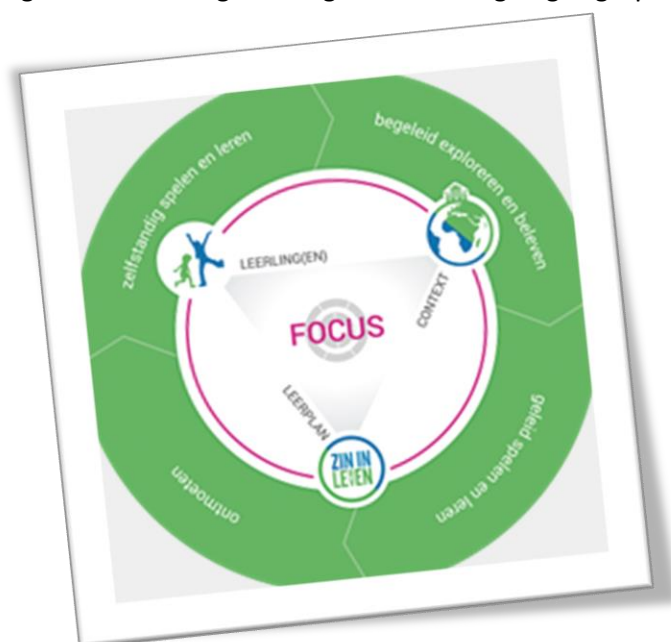 zelfstandig spelen en leren
begeleid exploreren en beleven
LEERLING(EN)
CONTEXT
FOCUS
LEERPLAN
ZIN IN
LEVEN
geleid spelen en leren
ontmoeten